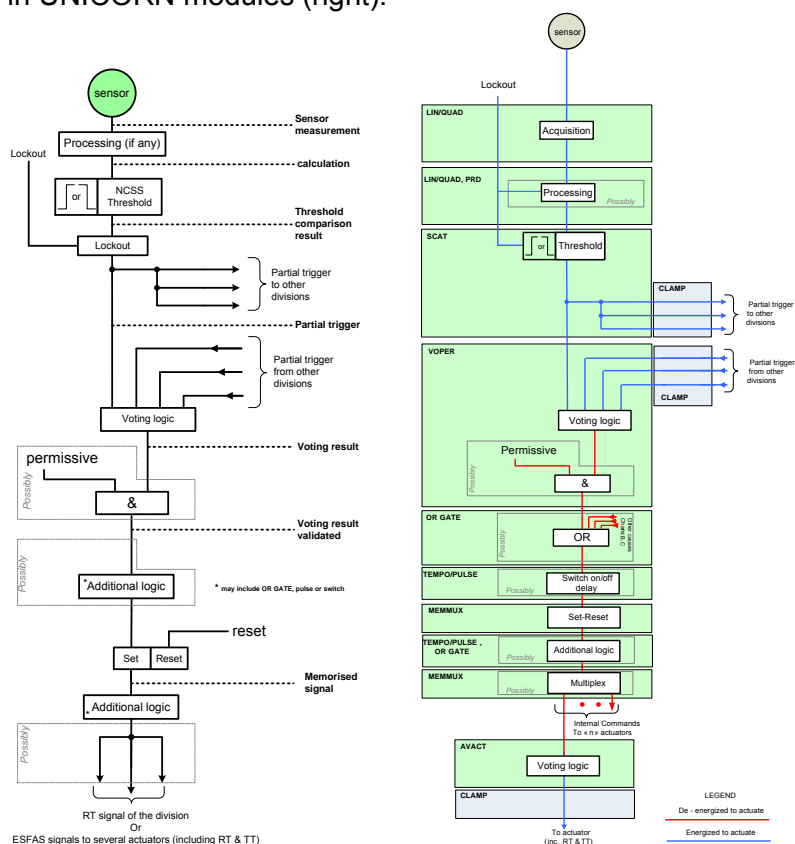 in UNICORN modules (right).
sensor
Sensor
measurement
Processing (if any)
Lockout
calculation
or
NCSS
Threshold
Threshold
comparison
result
Lockout
Partial trigger
to other
divisions
Partial trigger
Partial trigger
from other
divisions
Voting logic
Voting result
permissive
Possibly
&
Voting result
validated
Possibly
*Additional logic
* may include OR GATE, pulse or switch
reset
Set
Reset
Memorised
signal
*Additional logic
Possibly
RT signal of the division
Or
ESFAS signals to several actuators (including RT & TT)
sensor
Lockout
LIN/QUAD
Acquisition
LIN/QUAD, PRD
Processing
Possibly
SCAT
or
Threshold
CLAMP
Partial trigger
to other
divisions
VOPER
Partial trigger
from other
divisions
CLAMP
Voting logic
Permissive
Possibly
&
OR GATE
Possibly
OR
Other causes
Chains B,C
TEMPO/PULSE
Possibly
Switch on/off
delay
MEMMUX
Set-Reset
TEMPO/PULSE ,
OR GATE
Possibly
Additional logic
MEMMUX
Possibly
Multiplex
Internal Commands
To « n » actuators
AVACT
Voting logic
CLAMP
To actuator
(inc. RT &TT)
LEGEND
De - energized to actuate
Energized to actuate